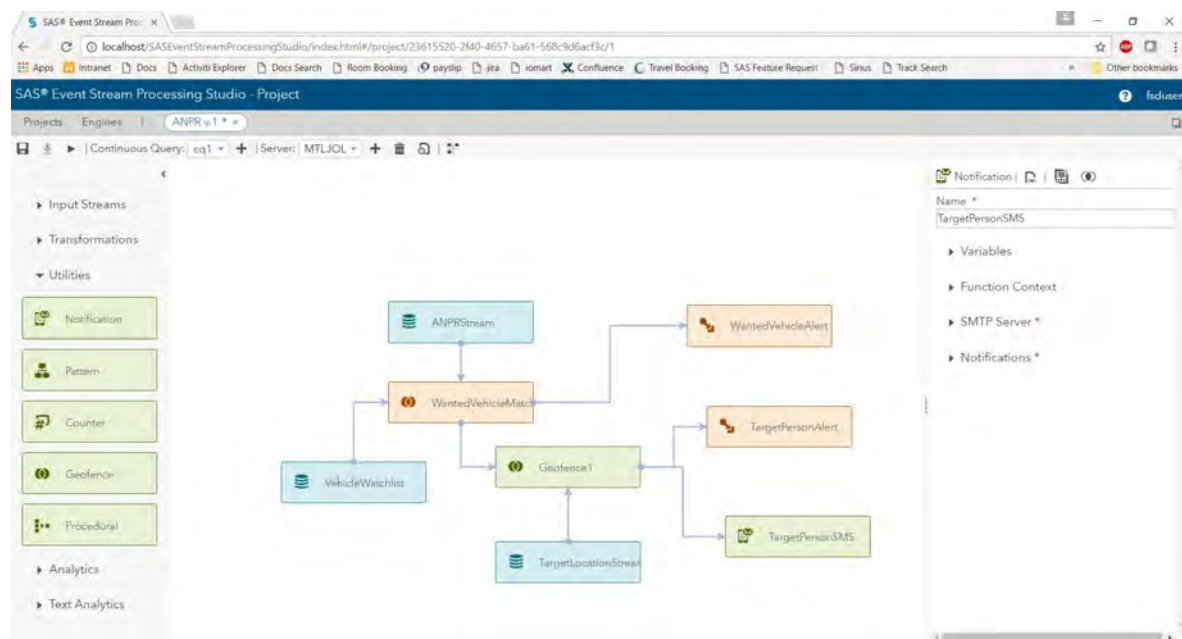 SAS® Event Stream Pro
localhost/SASEventStreamProcessingStudio/index.html#/project/23615520-2f40-4657-ba61-568c9d6acf3c/1
Apps Intranet Docs Activiti Explorer Docs Search Room Booking payslip jira iomart Confluence Travel Booking SAS Feature Request Sirius Track Search » Other bookmarks
SAS® Event Stream Processing Studio - Project ? fsduser
Projects Engines | ANPR v.1 * ×
| Continuous Query: cq1 + | Server: MTLJOL +
Input Streams
Transformations
Utilities
Notification
Pattern
Counter
Geofence
Procedural
Analytics
Text Analytics
ANPRStream
WantedVehicleAlert
WantedVehicleMatc
TargetPersonAlert
Geofence1
VehicleWatchlist
TargetPersonSMS
TargetLocationStrea
Notification
Name *
TargetPersonSMS
Variables
Function Context
SMTP Server *
Notifications *